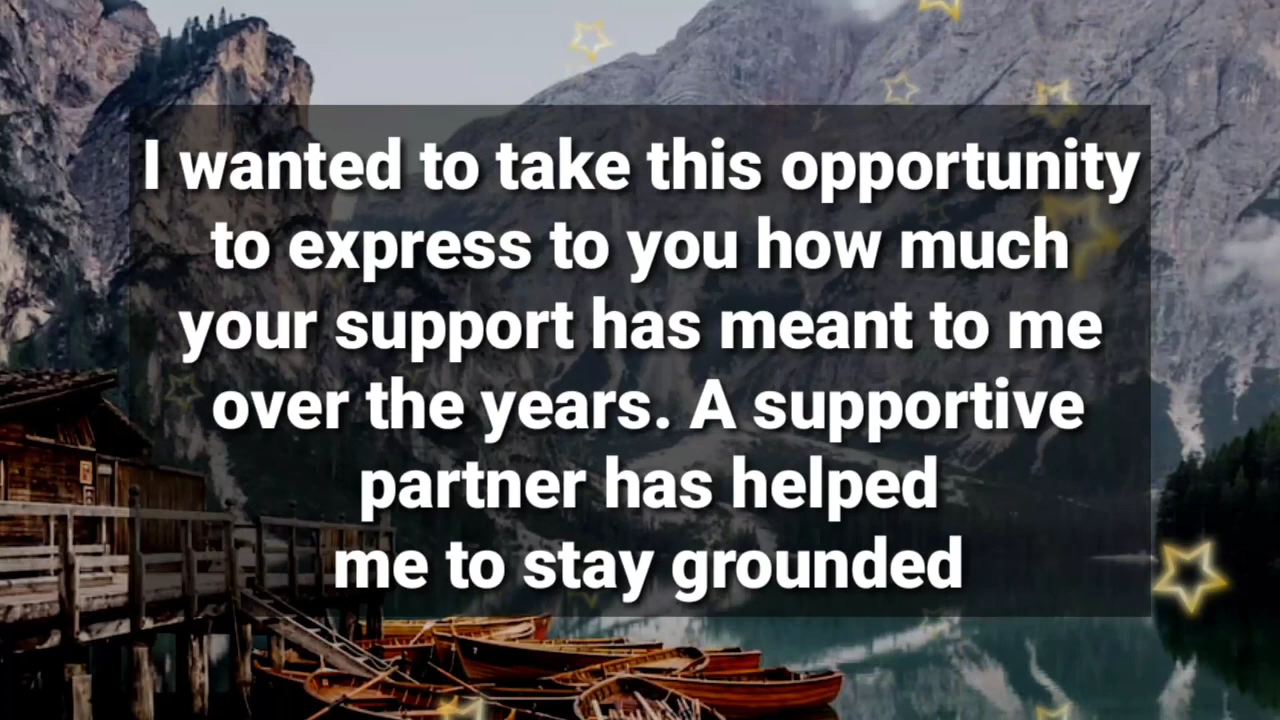 I wanted to take this opportunity
to express to you how much
your support has meant to me
over the years. A supportive
partner has helped
me to stay grounded